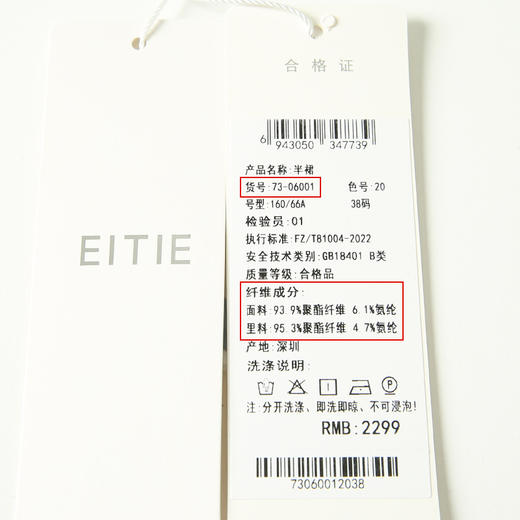 EITIE
合格证
6 943050 347739
产品名称:半裙
货号:73-06001 色号:20
号型:160/66A 38码
检验员:01
执行标准:FZ/T81004-2022
安全技术类别:GB18401 B类
质量等级:合格品
纤维成分:
面料:93.9%聚酯纤维 6.1%氨纶
里料:95.3%聚酯纤维 4.7%氨纶
产地:深圳
洗涤说明:
注:分开洗涤、即洗即晾、不可浸泡!
RMB:2299
73060012038